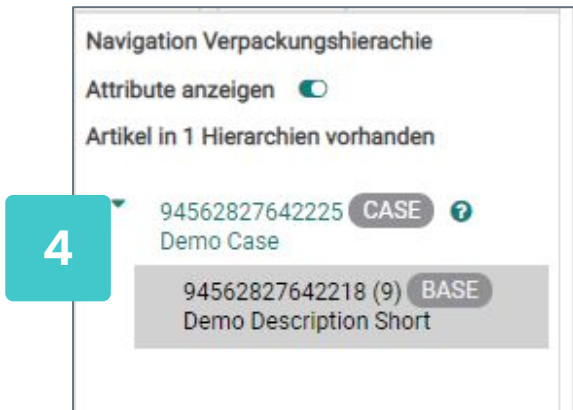 Navigation Verpackungshierachie
Attribute anzeigen
Artikel in 1 Hierarchien vorhanden
4
94562827642225 CASE ?
Demo Case
94562827642218 (9) BASE
Demo Description Short